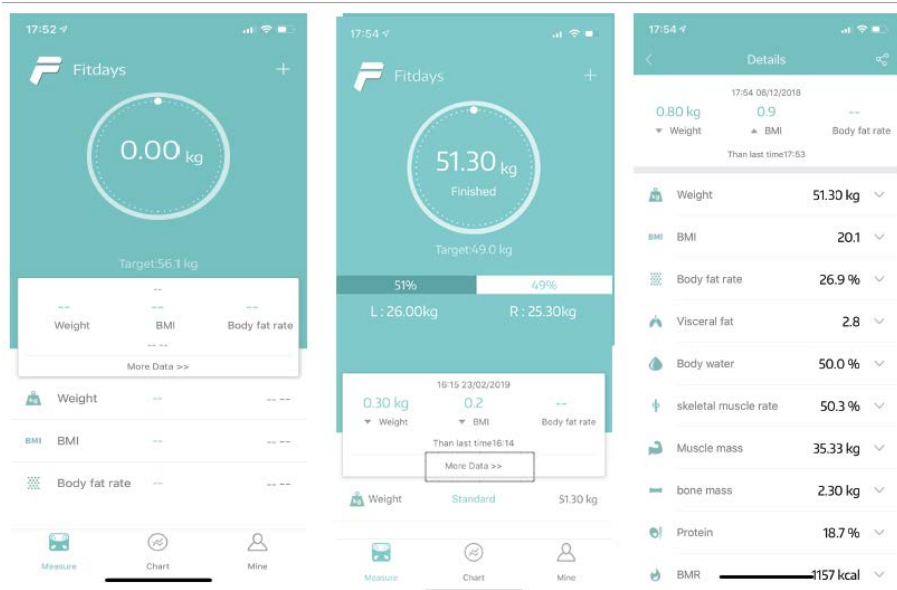 17:52
Fitdays
+
0.00 kg
Target:56.1 kg
--
-- -- --
Weight BMI Body fat rate
-- --
More Data >>
Weight -- -- --
BMI BMI -- -- --
Body fat rate -- -- --
Measure Chart Mine
17:54
Fitdays
+
51.30 kg
Finished
Target:49.0 kg
51% 49%
L : 26.00kg R : 25.30kg
16:15 23/02/2019
0.30 kg 0.2 --
Weight BMI Body fat rate
Than last time16:14
More Data >>
Weight Standard 51.30 kg
Measure Chart Mine
17:54
Details
17:54 06/12/2018
0.80 kg 0.9 --
Weight BMI Body fat rate
Than last time17:53
Weight 51.30 kg
BMI BMI 20.1
Body fat rate 26.9 %
Visceral fat 2.8
Body water 50.0 %
skeletal muscle rate 50.3 %
Muscle mass 35.33 kg
bone mass 2.30 kg
Protein 18.7 %
BMR 1157 kcal